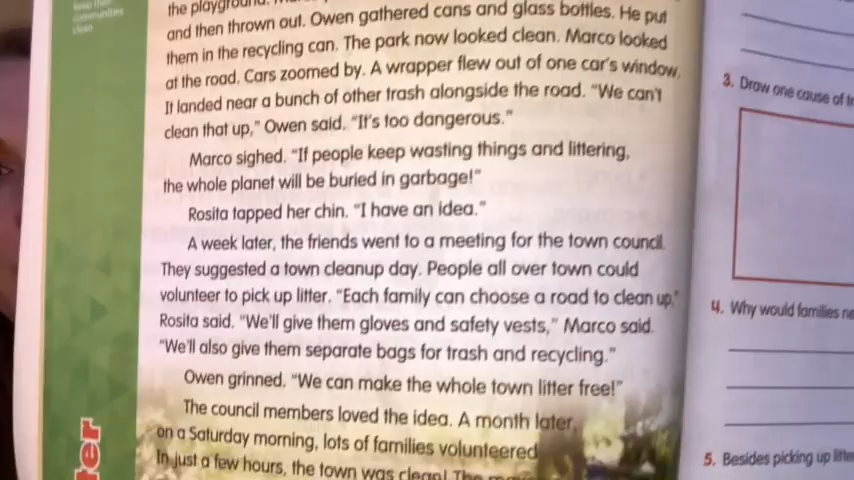 keep their
communities
clean
the playground.
and then thrown out. Owen gathered cans and glass bottles. He put
them in the recycling can. The park now looked clean. Marco looked
at the road. Cars zoomed by. A wrapper flew out of one car's window.
It landed near a bunch of other trash alongside the road. "We can't
clean that up," Owen said. "It's too dangerous."
Marco sighed. "If people keep wasting things and littering,
the whole planet will be buried in garbage!"
Rosita tapped her chin. "I have an idea."
A week later, the friends went to a meeting for the town council.
They suggested a town cleanup day. People all over town could
volunteer to pick up litter. "Each family can choose a road to clean up,"
Rosita said. "We'll give them gloves and safety vests," Marco said.
"We'll also give them separate bags for trash and recycling."
Owen grinned. "We can make the whole town litter free!"
The council members loved the idea. A month later,
on a Saturday morning, lots of families volunteered
In just a few hours, the town was clean! The
ter
3. Draw one cause of
4. Why would families ne
5. Besides picking up litte